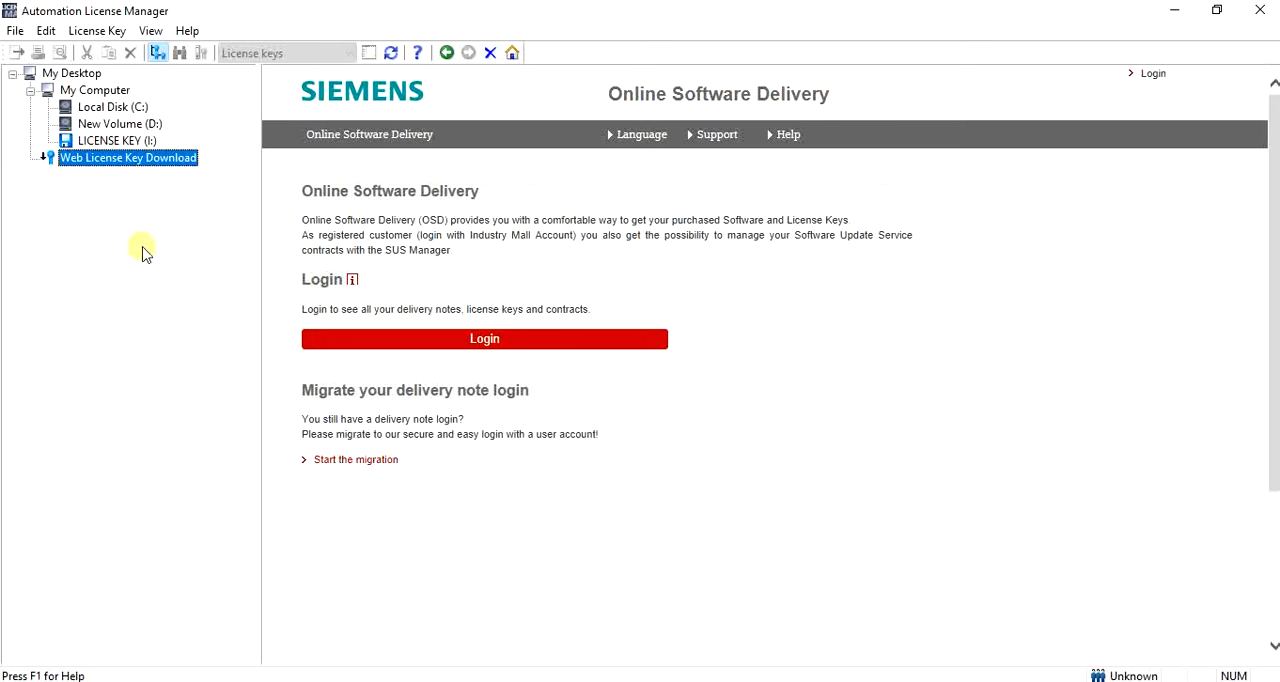 Automation License Manager
File Edit License Key View Help
License keys
My Desktop
My Computer
Local Disk (C:)
New Volume (D:)
LICENSE KEY (I:)
Web License Key Download
> Login
SIEMENS
Online Software Delivery
Online Software Delivery
Language
Support
Help
Online Software Delivery
Online Software Delivery (OSD) provides you with a comfortable way to get your purchased Software and License Keys
As registered customer (login with Industry Mall Account) you also get the possibility to manage your Software Update Service
contracts with the SUS Manager
Login i
Login to see all your delivery notes, license keys and contracts.
Login
Migrate your delivery note login
You still have a delivery note login?
Please migrate to our secure and easy login with a user account!
> Start the migration
Press F1 for Help
Unknown
NUM